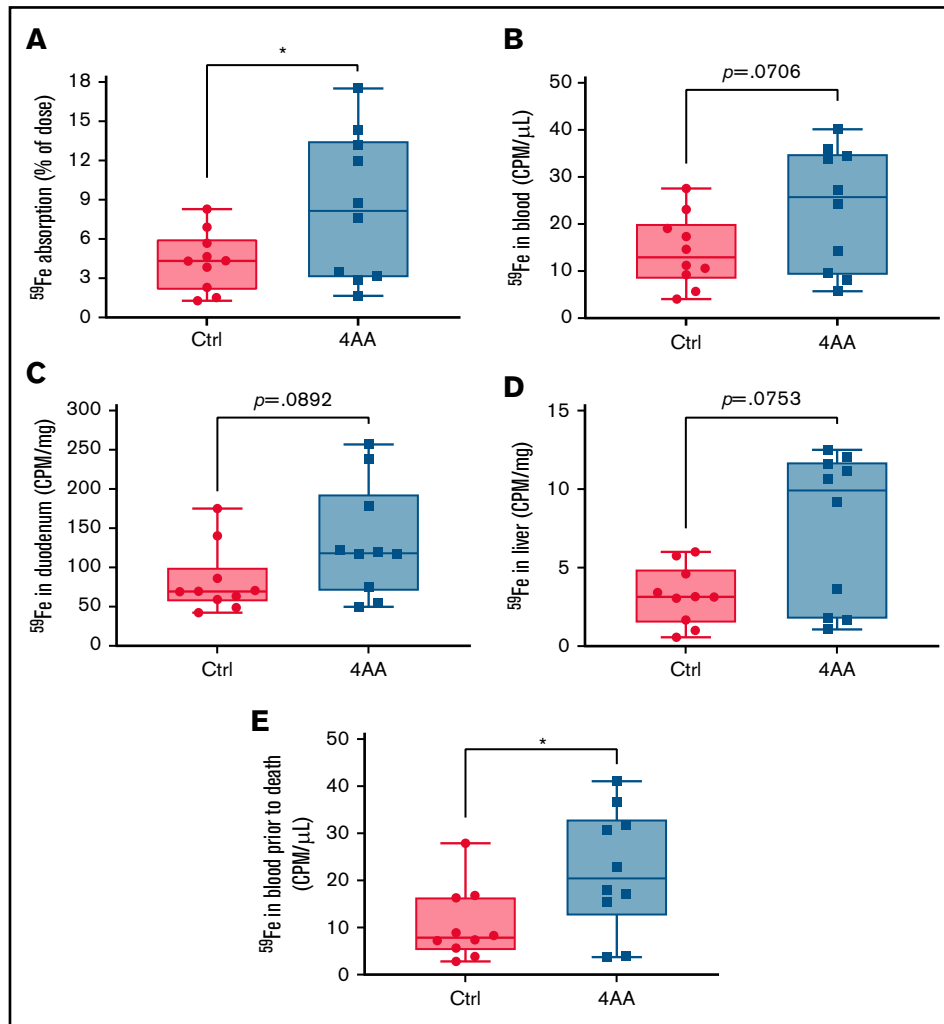 A
⁵⁹Fe absorption (% of dose)
18
15
12
9
6
3
0
*
Ctrl
4AA
B
⁵⁹Fe in blood (CPM/μL)
50
40
30
20
10
0
p=.0706
Ctrl
4AA
C
⁵⁹Fe in duodenum (CPM/mg)
300
250
200
150
100
50
0
p=.0892
Ctrl
4AA
D
⁵⁹Fe in liver (CPM/mg)
15
10
5
0
p=.0753
Ctrl
4AA
E
⁵⁹Fe in blood prior to death
(CPM/μL)
50
40
30
20
10
0
*
Ctrl
4AA